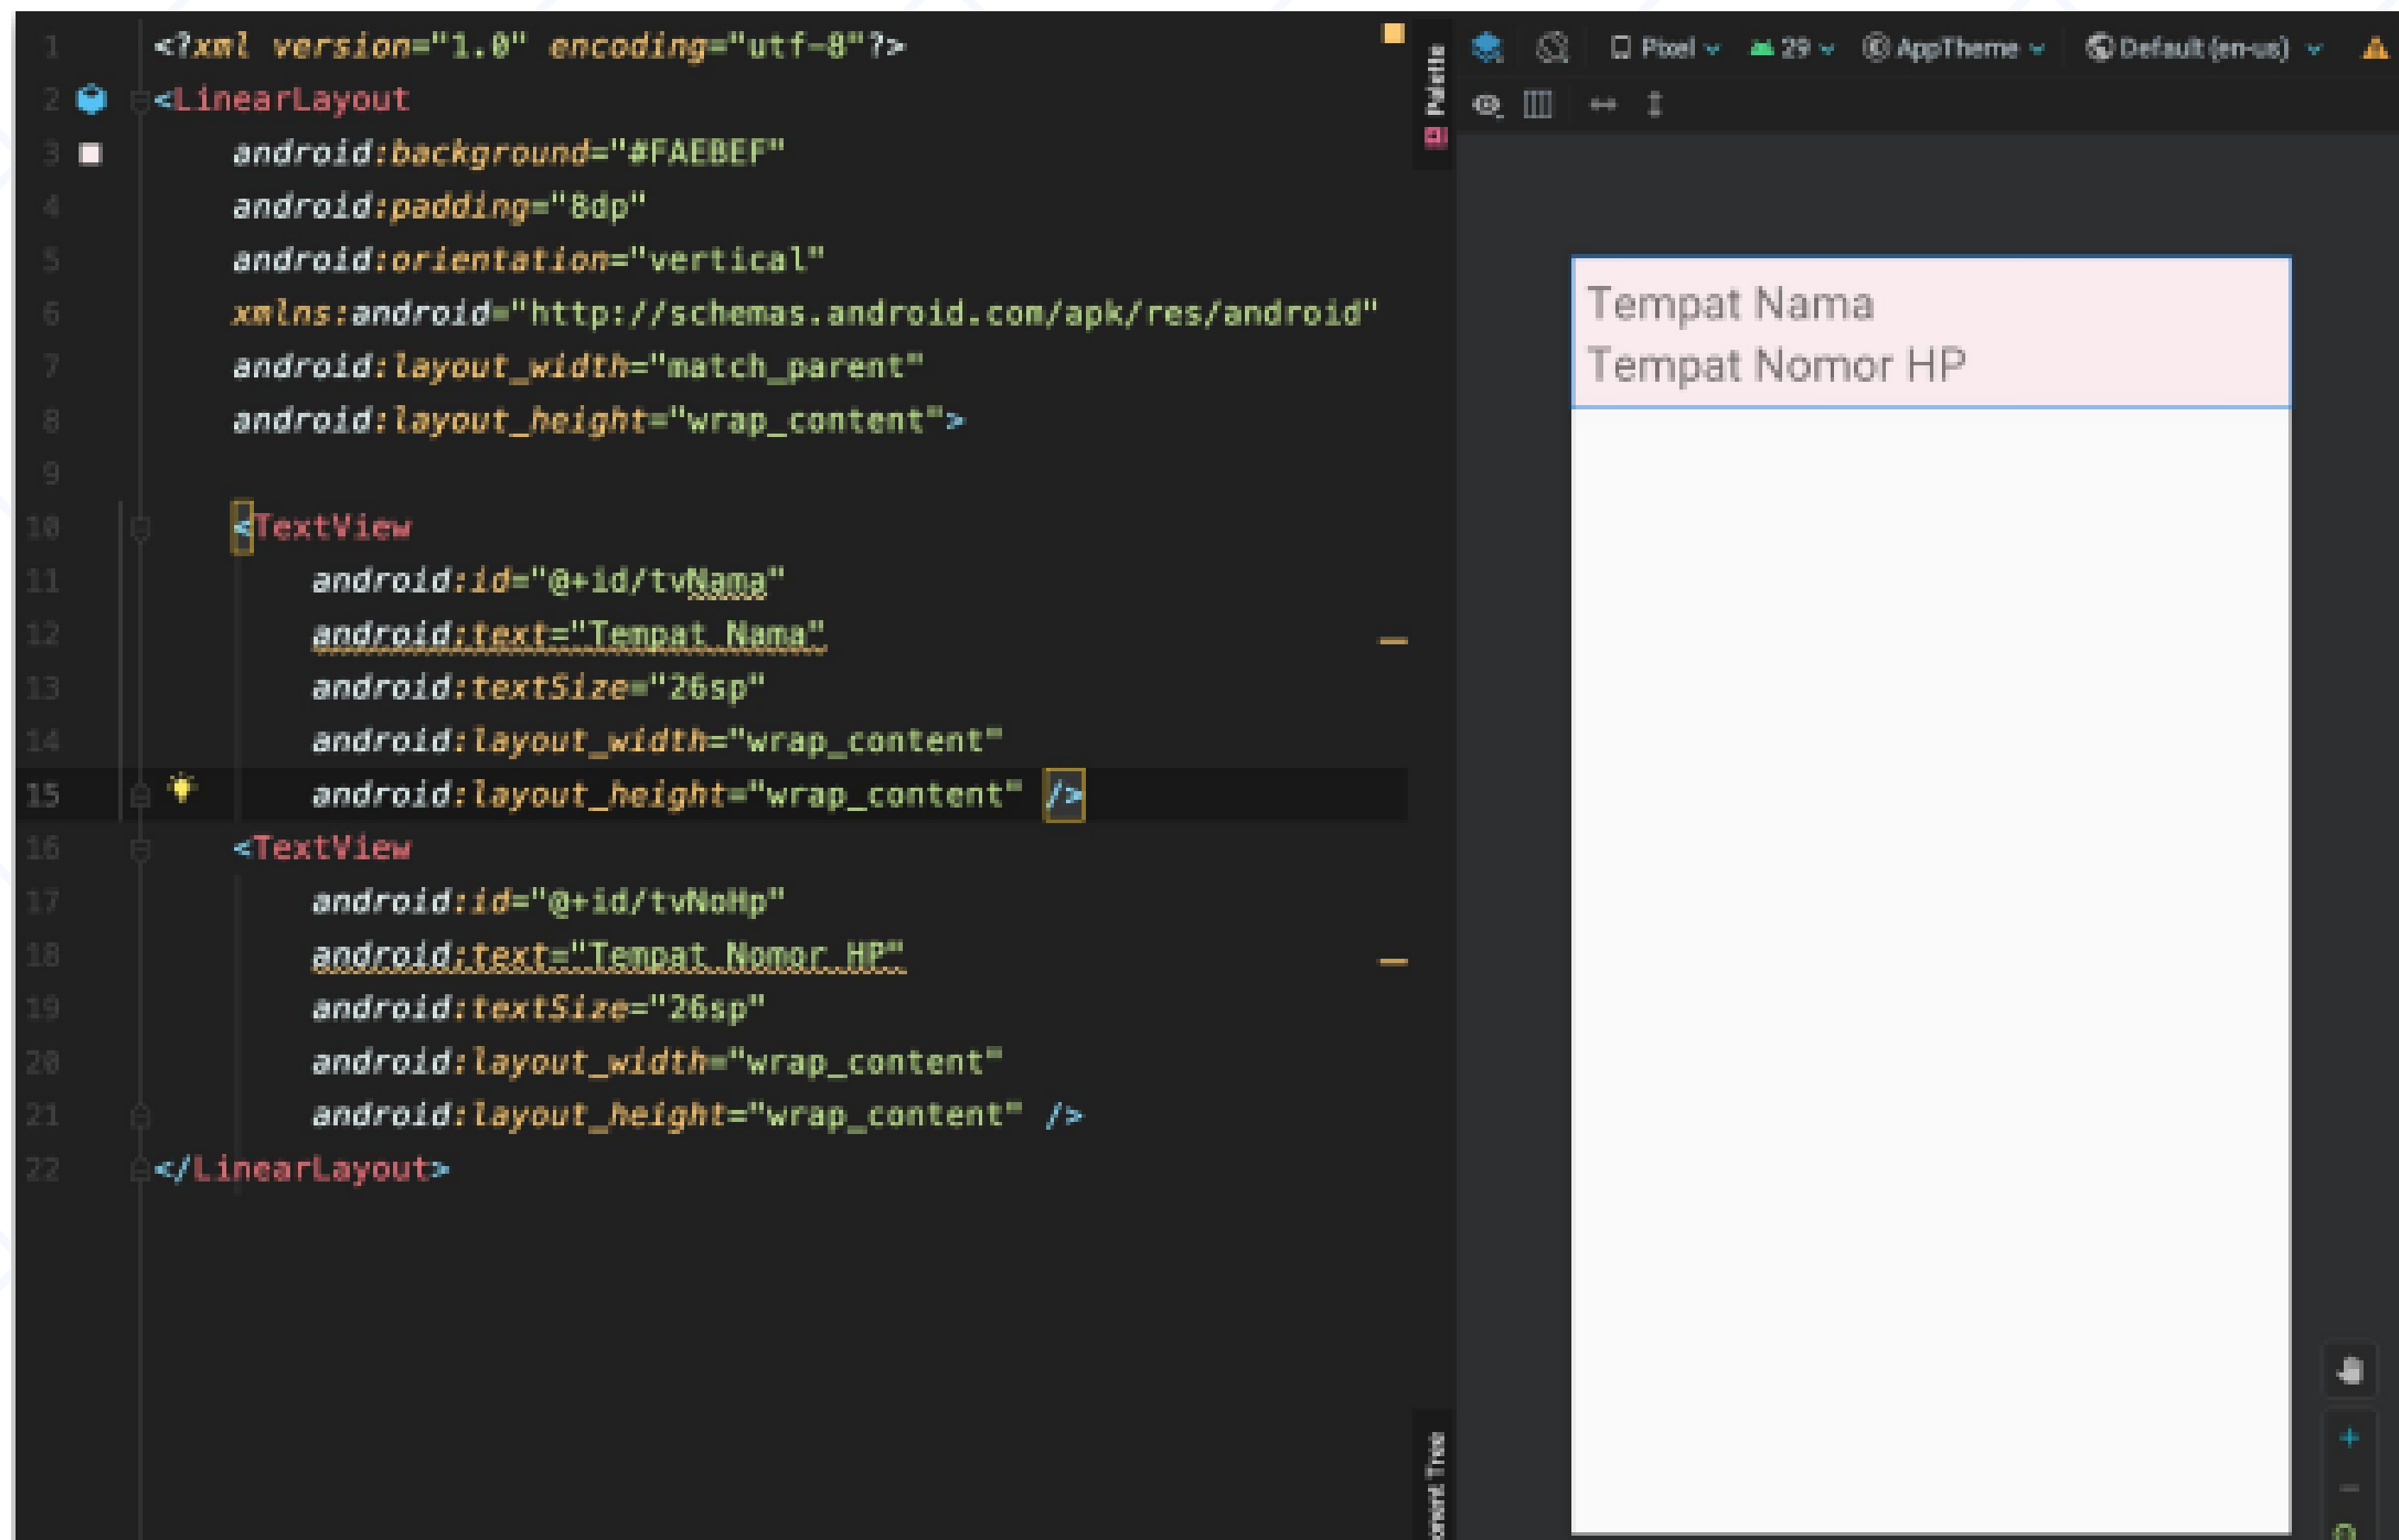 1 <?xml version="1.0" encoding="utf-8"?>
2 <LinearLayout
3 android:background="#FAEBEF"
4 android:padding="8dp"
5 android:orientation="vertical"
6 xmlns:android="http://schemas.android.com/apk/res/android"
7 android:layout_width="match_parent"
8 android:layout_height="wrap_content">
9
10 <TextView
11 android:id="@+id/tvNama"
12 android:text="Tempat Nama"
13 android:textSize="26sp"
14 android:layout_width="wrap_content"
15 android:layout_height="wrap_content" />
16 <TextView
17 android:id="@+id/tvNoHp"
18 android:text="Tempat Nomor HP"
19 android:textSize="26sp"
20 android:layout_width="wrap_content"
21 android:layout_height="wrap_content" />
22 </LinearLayout>
Palette
Pixel 29 AppTheme Default (en-us)
Tempat Nama
Tempat Nomor HP
Tree